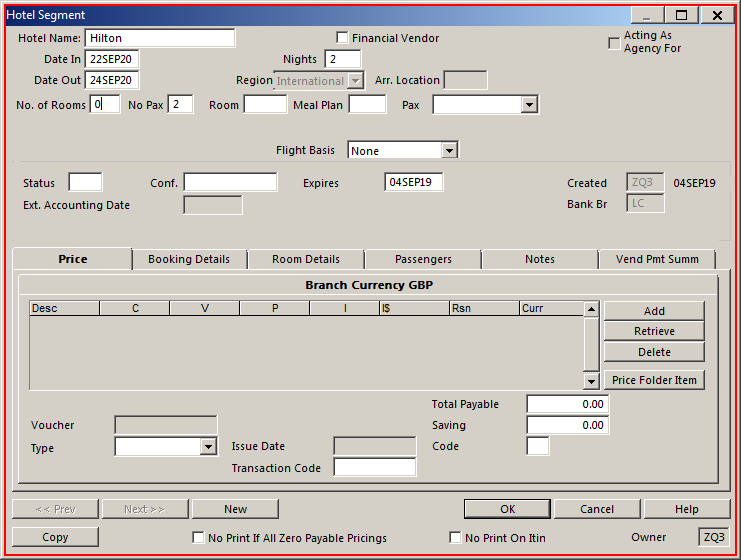 Hotel Segment
Hotel Name: Hilton Financial Vendor Acting As Agency For
Date In 22SEP20 Nights 2
Date Out 24SEP20 Region International Arr. Location
No. of Rooms 0 No Pax 2 Room Meal Plan Pax
Flight Basis None
Status Conf. Expires 04SEP19 Created ZQ3 04SEP19
Ext. Accounting Date Bank Br LC
Price Booking Details Room Details Passengers Notes Vend Pmt Summ
Branch Currency GBP
Desc C V P I I$ Rsn Curr
Add
Retrieve
Delete
Price Folder Item
Total Payable 0.00
Voucher Saving 0.00
Type Issue Date Code
Transaction Code
<< Prev Next >> New OK Cancel Help
Copy No Print If All Zero Payable Pricings No Print On Itin Owner ZQ3